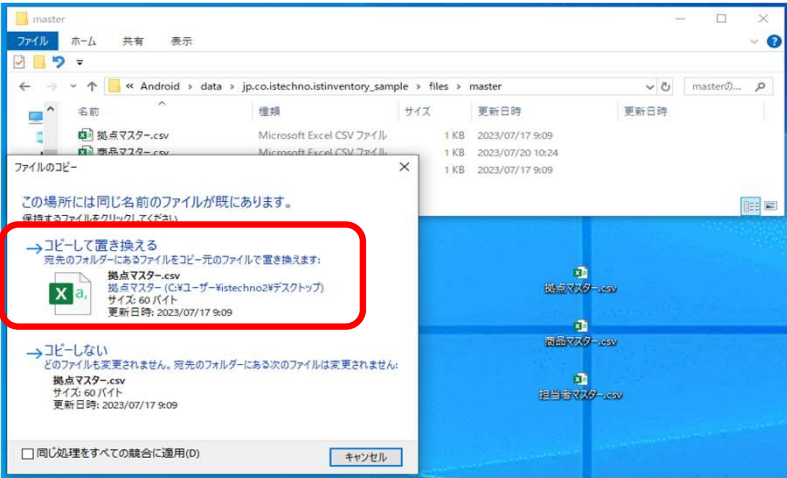 master
ファイル ホーム 共有 表示
« Android › data › jp.co.istechno.istinventory_sample › files › master
masterの...
名前 種類 サイズ 更新日時 更新日時
拠点マスター.csv Microsoft Excel CSV ファイル 1 KB 2023/07/17 9:09
商品マスター.csv Microsoft Excel CSV ファイル 1 KB 2023/07/20 10:24
1 KB 2023/07/17 9:09
ファイルのコピー
この場所には同じ名前のファイルが既にあります。
保持するファイルをクリックしてください
→コピーして置き換える
宛先のフォルダーにあるファイルをコピー元のファイルで置き換えます:
拠点マスター.csv
拠点マスター (C:¥ユーザー¥istechno2¥デスクトップ)
サイズ: 60 バイト
更新日時: 2023/07/17 9:09
→コピーしない
どのファイルも変更されません。宛先のフォルダーにある次のファイルは変更されません:
拠点マスター.csv
サイズ: 60 バイト
更新日時: 2023/07/17 9:09
同じ処理をすべての競合に適用(D)
キャンセル
拠点マスター.csv
商品マスター.csv
担当者マスター.csv